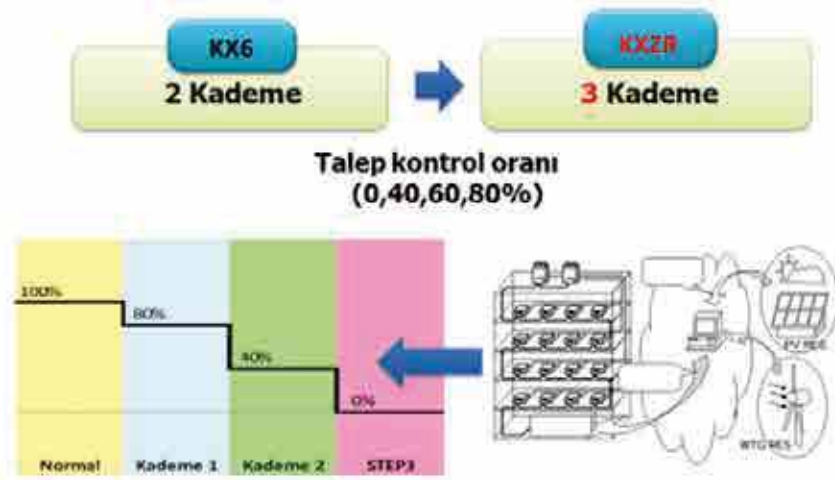 KX6
2 Kademe
KXZR
3 Kademe
Talep kontrol oranı
(0,40,60,80%)
100%
80%
40%
0%
Normal
Kademe 1
Kademe 2
STEP3
PV RES
WTG RES